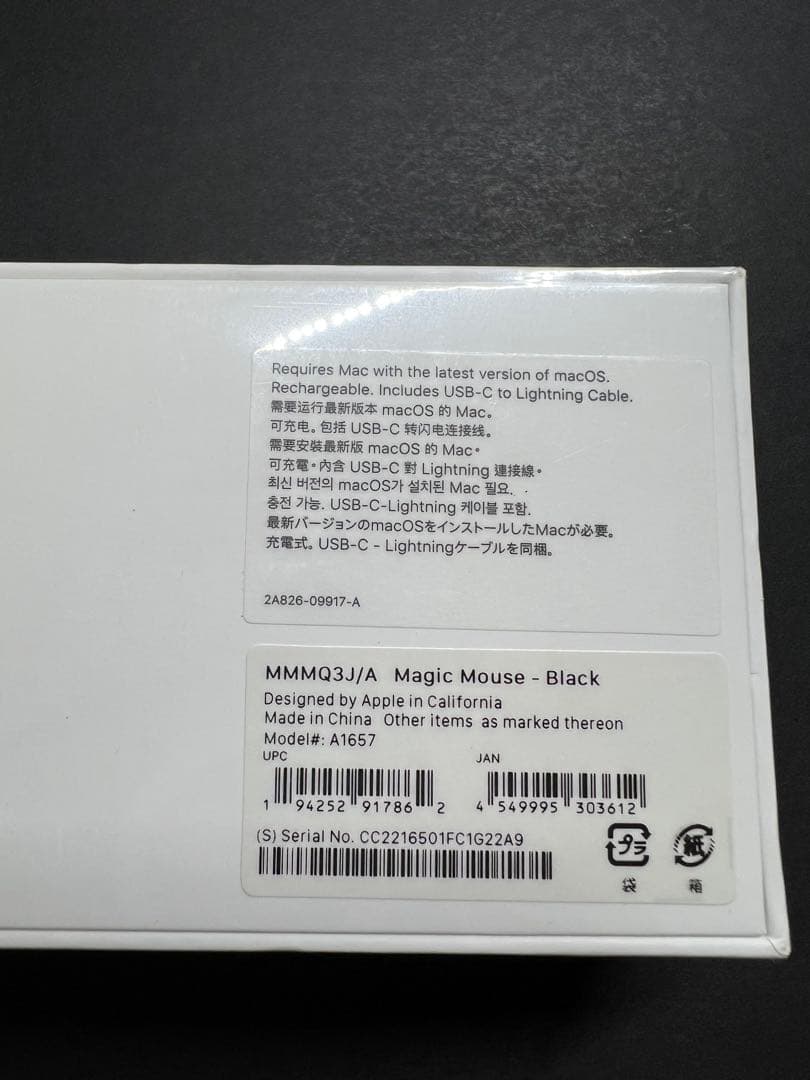 Requires Mac with the latest version of macOS.
Rechargeable. Includes USB-C to Lightning Cable.
需要运行最新版本 macOS 的 Mac。
可充电。包括 USB-C 转闪电连接线。
需要安裝最新版 macOS 的 Mac。
可充電。內含 USB-C 對 Lightning 連接線。
최신 버전의 macOS가 설치된 Mac 필요.
충전 가능. USB-C-Lightning 케이블 포함.
最新バージョンのmacOSをインストールしたMacが必要。
充電式。USB-C - Lightningケーブルを同梱。
2A826-09917-A
MMMQ3J/A Magic Mouse - Black
Designed by Apple in California
Made in China Other items as marked thereon
Model#: A1657
UPC JAN
1 94252 91786 2 4 549995 303612
(S) Serial No. CC2216501FC1G22A9
プラ 紙
袋 箱